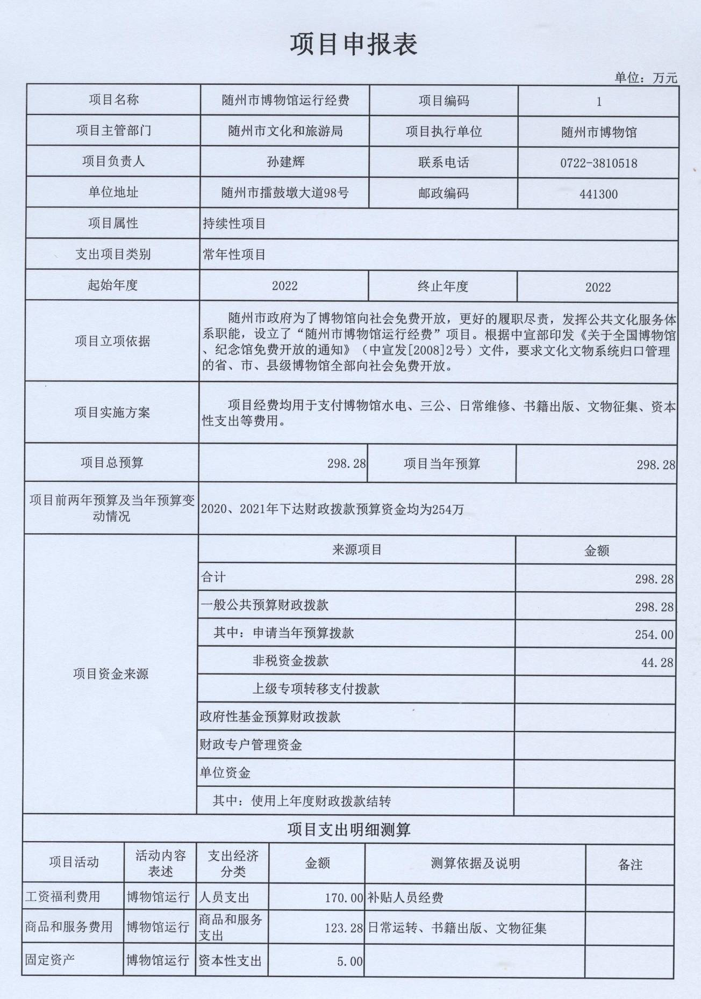 项目申报表
单位：万元
项目名称 随州市博物馆运行经费 项目编码 1
项目主管部门 随州市文化和旅游局 项目执行单位 随州市博物馆
项目负责人 孙建辉 联系电话 0722-3810518
单位地址 随州市擂鼓墩大道98号 邮政编码 441300
项目属性 持续性项目
支出项目类别 常年性项目
起始年度 2022 终止年度 2022
项目立项依据
随州市政府为了博物馆向社会免费开放，更好的履职尽责，发挥公共文化服务体
系职能，设立了“随州市博物馆运行经费”项目。根据中宣部印发《关于全国博物馆
、纪念馆免费开放的通知》（中宣发[2008]2号）文件，要求文化文物系统归口管理
的省、市、县级博物馆全部向社会免费开放。
项目实施方案
项目经费均用于支付博物馆水电、三公、日常维修、书籍出版、文物征集、资本
性支出等费用。
项目总预算 298.28 项目当年预算 298.28
项目前两年预算及当年预算变
动情况
2020、2021年下达财政拨款预算资金均为254万
项目资金来源
来源项目 金额
合计 298.28
一般公共预算财政拨款 298.28
其中：申请当年预算拨款 254.00
非税资金拨款 44.28
上级专项转移支付拨款
政府性基金预算财政拨款
财政专户管理资金
单位资金
其中：使用上年度财政拨款结转
项目支出明细测算
项目活动 活动内容
表述 支出经济
分类 金额 测算依据及说明 备注
工资福利费用 博物馆运行 人员支出 170.00 补贴人员经费
商品和服务费用 博物馆运行 商品和服务
支出 123.28 日常运转、书籍出版、文物征集
固定资产 博物馆运行 资本性支出 5.00